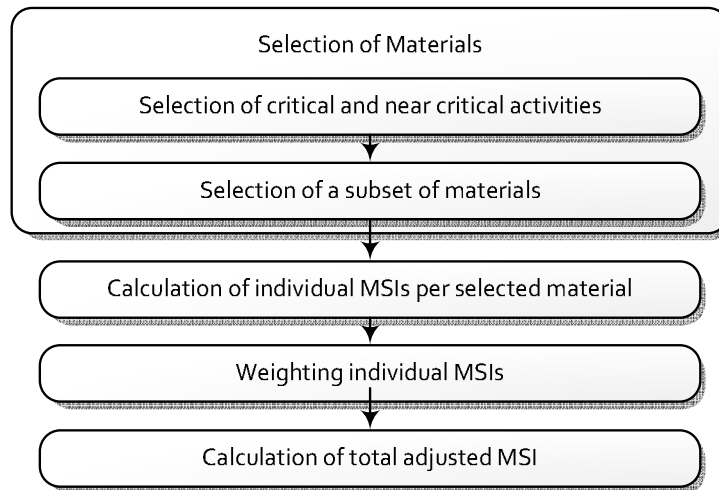 Selection of Materials
Selection of critical and near critical activities
Selection of a subset of materials
Calculation of individual MSIs per selected material
Weighting individual MSIs
Calculation of total adjusted MSI